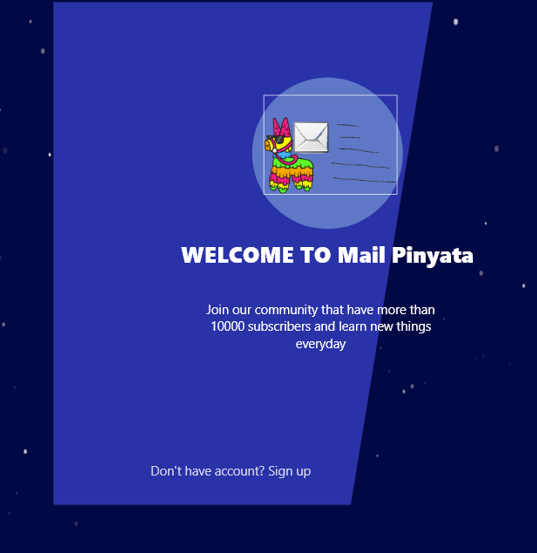 WELCOME TO Mail Pinyata
Join our community that have more than
10000 subscribers and learn new things
everyday
Don't have account? Sign up